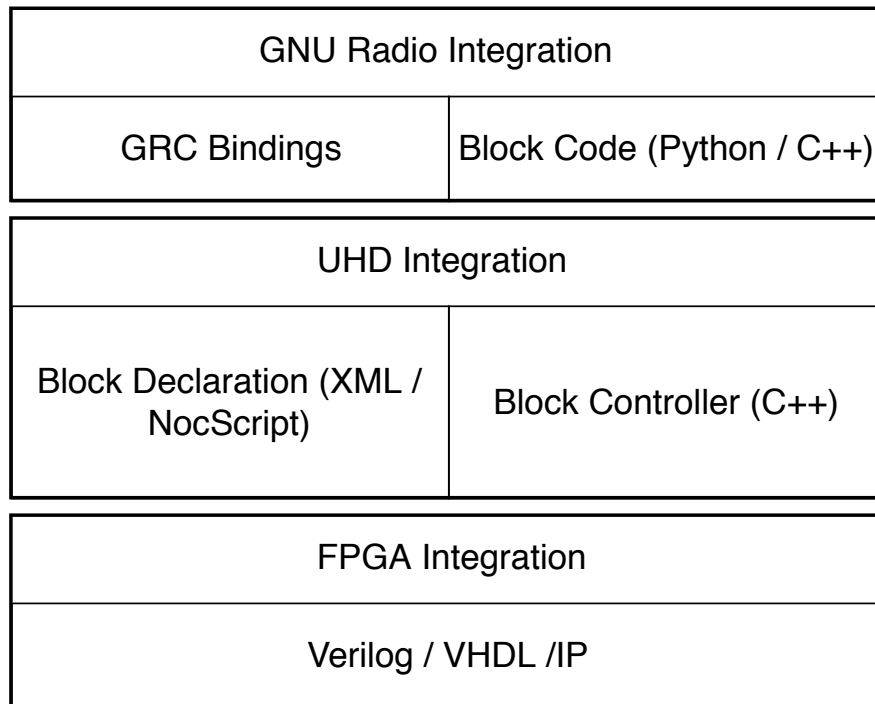 GNU Radio Integration
GRC Bindings
Block Code (Python / C++)
UHD Integration
Block Declaration (XML /
NocScript)
Block Controller (C++)
FPGA Integration
Verilog / VHDL /IP